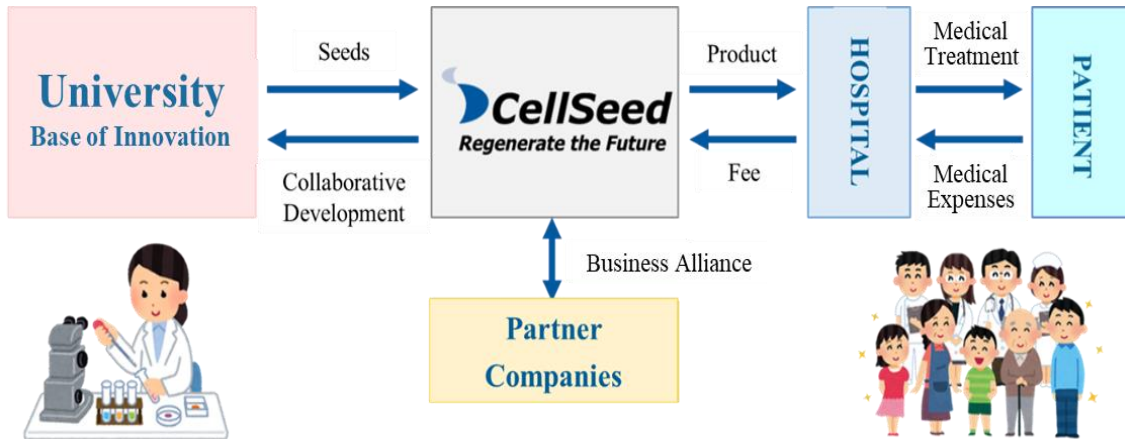 University
Base of Innovation
Seeds
Collaborative
Development
CellSeed
Regenerate the Future
Product
Fee
HOSPITAL
Medical
Treatment
Medical
Expenses
PATIENT
Business Alliance
Partner
Companies